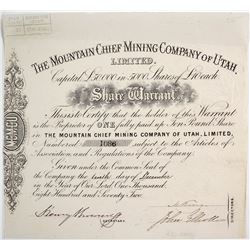 THE MOUNTAIN CHIEF MINING COMPANY OF UTAH,
LIMITED.
Capital £50000 in 5000 Shares of £10 each
Share Warrant.
This is to Certify that the holder of this Warrant
is the Proprietor of ONE fully paid up Ten Pound Share
in THE MOUNTAIN CHIEF MINING COMPANY OF UTAH, LIMITED,
Numbered 1086 subject to the Articles of
Association and Regulations of the Company.
Given under the Common Seal of the
Company the tenth day of December
in the Year of Our Lord One Thousand
Eight Hundred and Seventy Two
DIRECTORS